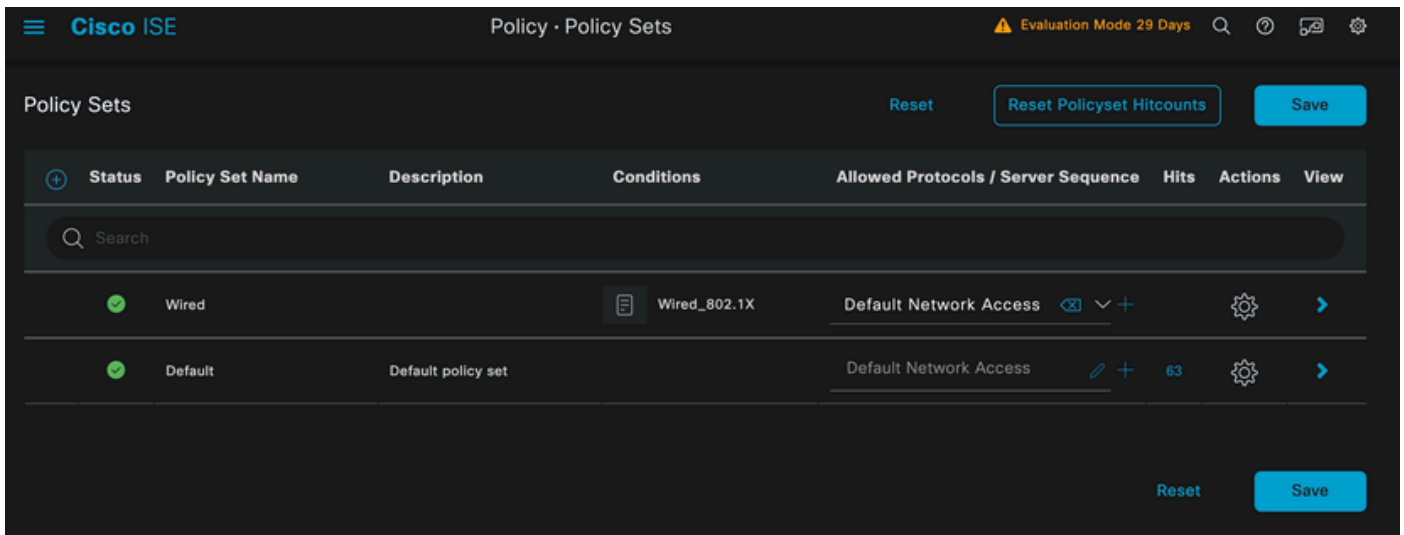 Cisco ISE Policy · Policy Sets Evaluation Mode 29 Days
Policy Sets Reset Reset Policyset Hitcounts Save
Status Policy Set Name Description Conditions Allowed Protocols / Server Sequence Hits Actions View
Search
Wired Wired_802.1X Default Network Access
Default Default policy set Default Network Access 63
Reset Save